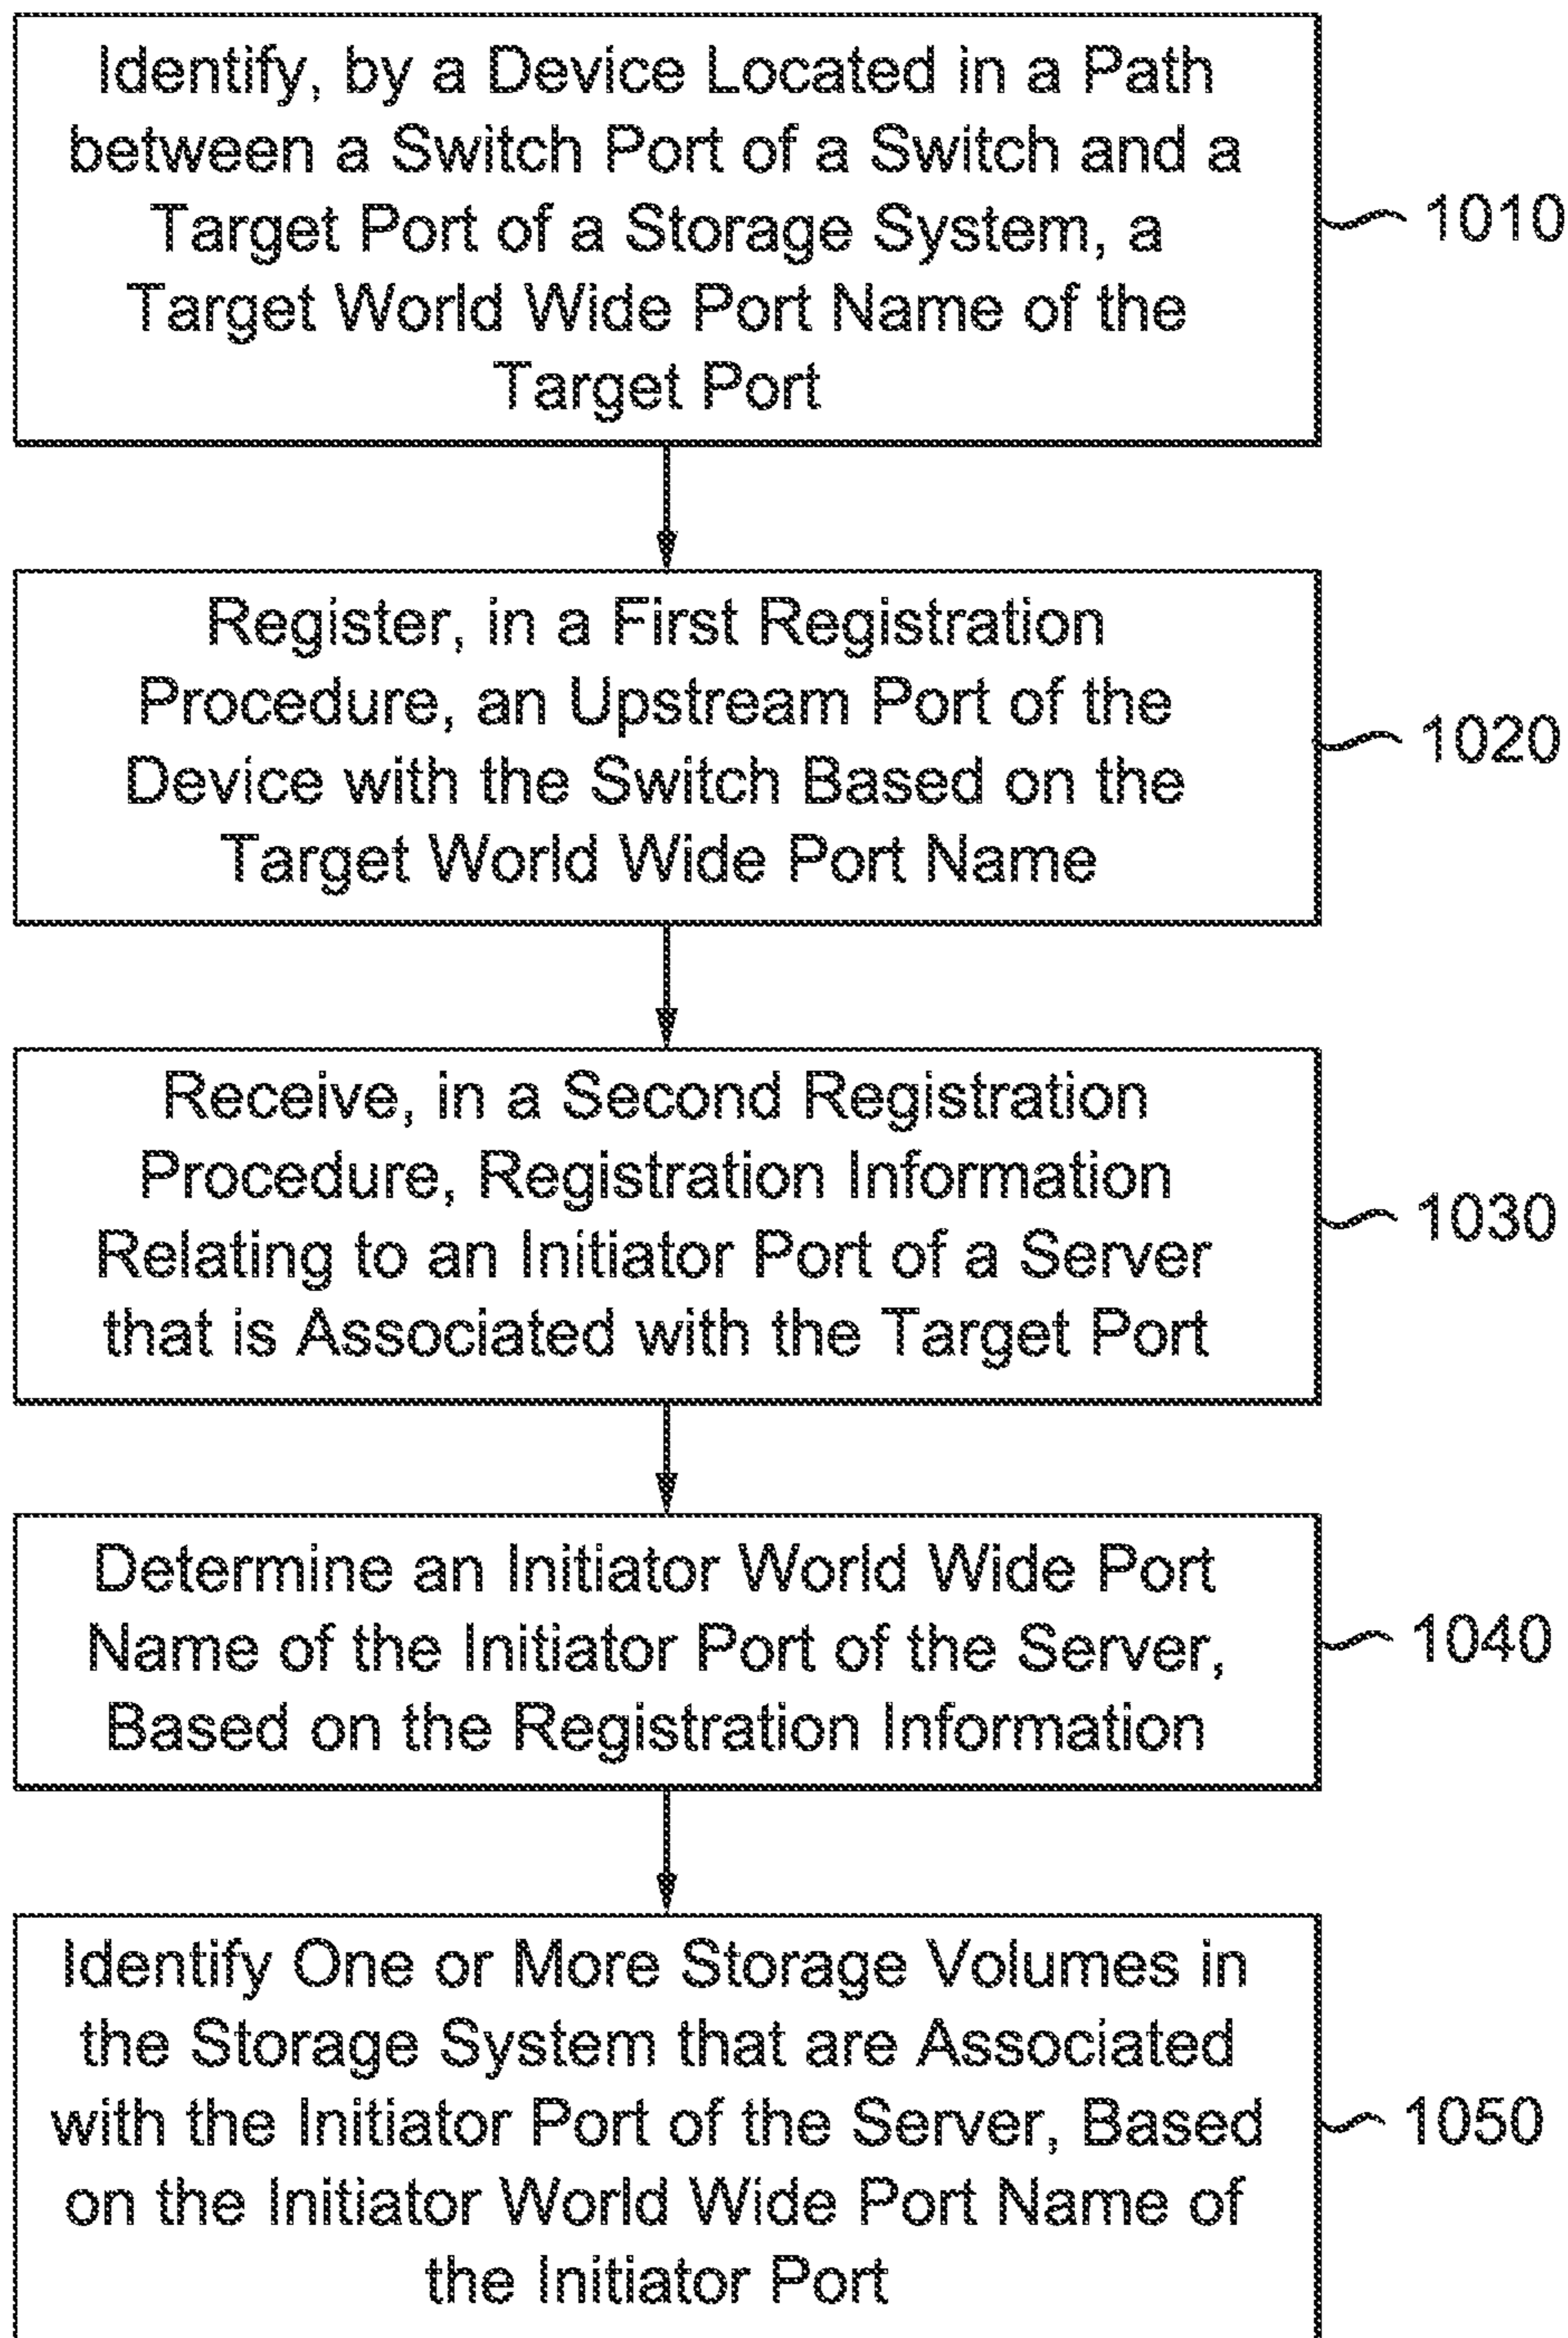 Identify, by a Device Located in a Path
between a Switch Port of a Switch and a
Target Port of a Storage System, a
Target World Wide Port Name of the
Target Port
1010
Register, in a First Registration
Procedure, an Upstream Port of the
Device with the Switch Based on the
Target World Wide Port Name
1020
Receive, in a Second Registration
Procedure, Registration Information
Relating to an Initiator Port of a Server
that is Associated with the Target Port
1030
Determine an Initiator World Wide Port
Name of the Initiator Port of the Server,
Based on the Registration Information
1040
Identify One or More Storage Volumes in
the Storage System that are Associated
with the Initiator Port of the Server, Based
on the Initiator World Wide Port Name of
the Initiator Port
1050